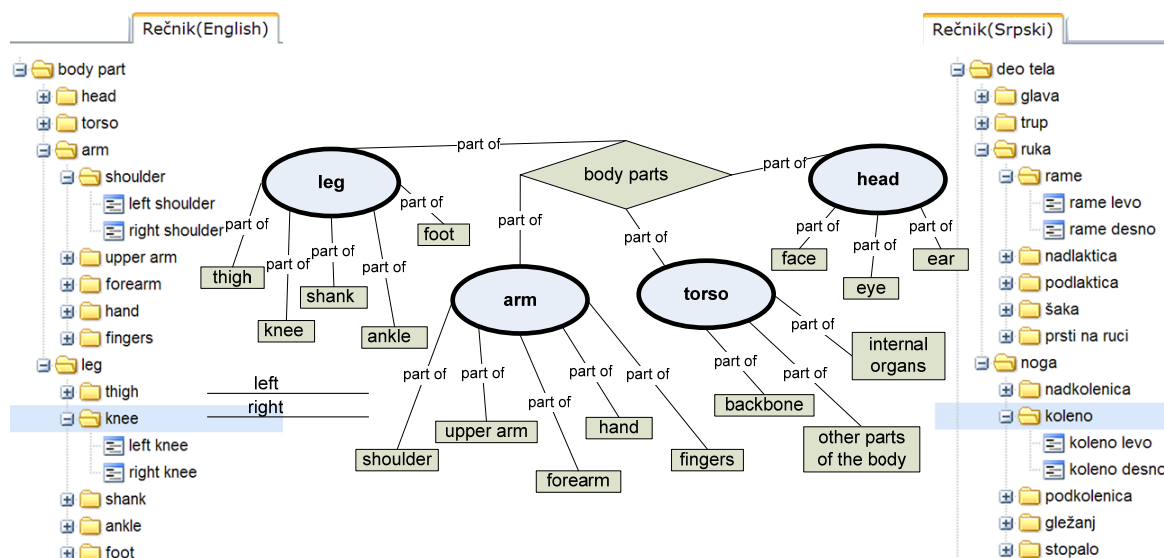 Rečnik(English)
body part
head
torso
arm
shoulder
left shoulder
right shoulder
upper arm
forearm
hand
fingers
leg
thigh
knee
left knee
right knee
shank
ankle
foot
left
right
part of
body parts
part of
leg
head
part of
part of
foot
thigh
part of
shank
knee
ankle
part of
part of
part of
part of
part of
face
eye
ear
arm
torso
part of
part of
part of
part of
part of
shoulder
upper arm
forearm
hand
fingers
part of
part of
part of
backbone
other parts
of the body
internal
organs
Rečnik(Srpski)
deo tela
glava
trup
ruka
rame
rame levo
rame desno
nadlaktica
podlaktica
šaka
prsti na ruci
noga
nadkolenica
koleno
koleno levo
koleno desno
podkolenica
gležanj
stopalo